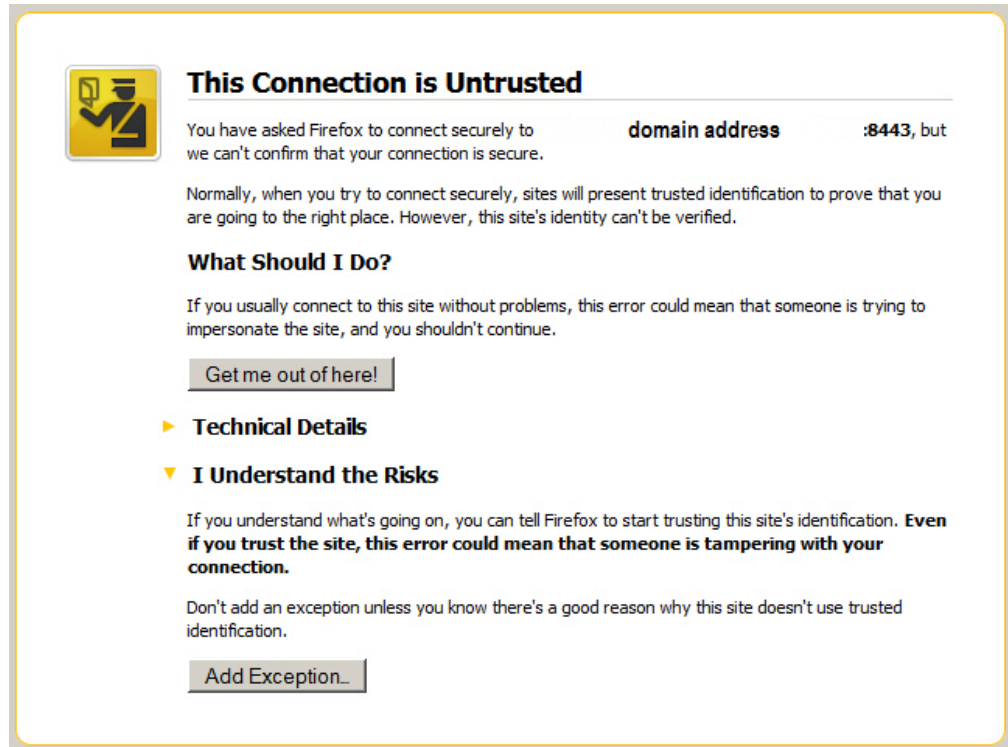 This Connection is Untrusted
You have asked Firefox to connect securely to domain address :8443, but
we can't confirm that your connection is secure.
Normally, when you try to connect securely, sites will present trusted identification to prove that you
are going to the right place. However, this site's identity can't be verified.
What Should I Do?
If you usually connect to this site without problems, this error could mean that someone is trying to
impersonate the site, and you shouldn't continue.
Get me out of here!
Technical Details
I Understand the Risks
If you understand what's going on, you can tell Firefox to start trusting this site's identification. Even
if you trust the site, this error could mean that someone is tampering with your
connection.
Don't add an exception unless you know there's a good reason why this site doesn't use trusted
identification.
Add Exception...